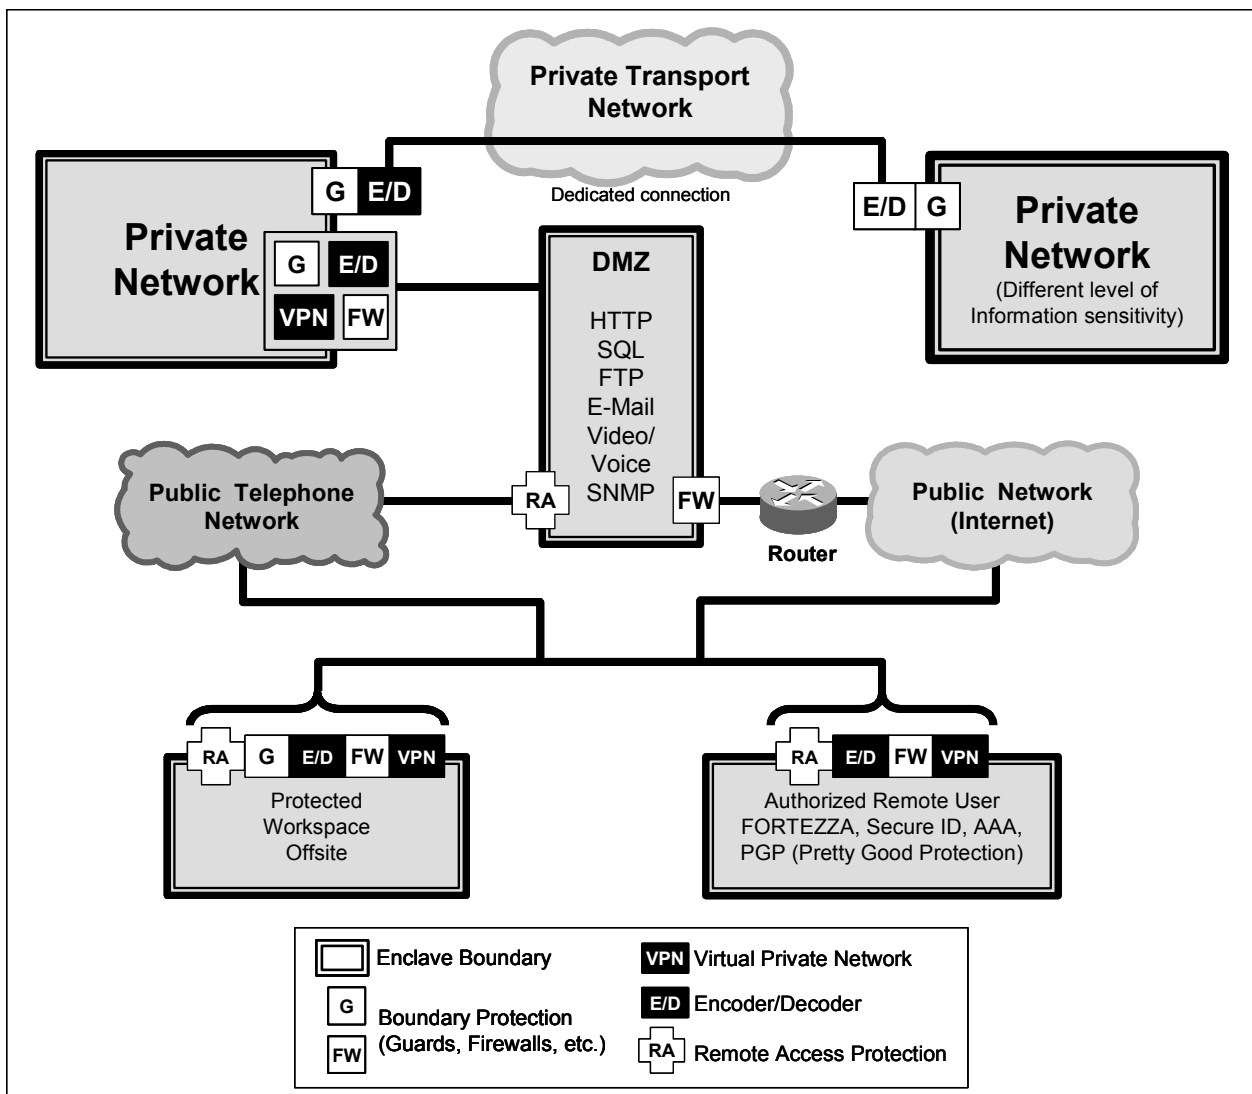 Private Transport
Network
Dedicated connection
G E/D
Private
Network
G E/D
VPN FW
E/D G
Private
Network
(Different level of
Information sensitivity)
DMZ
HTTP
SQL
FTP
E-Mail
Video/
Voice
SNMP
RA
FW
Public Telephone
Network
Router
Public Network
(Internet)
RA G E/D FW VPN
Protected
Workspace
Offsite
RA E/D FW VPN
Authorized Remote User
FORTEZZA, Secure ID, AAA,
PGP (Pretty Good Protection)
Enclave Boundary
G
FW
Boundary Protection
(Guards, Firewalls, etc.)
VPN Virtual Private Network
E/D Encoder/Decoder
RA Remote Access Protection